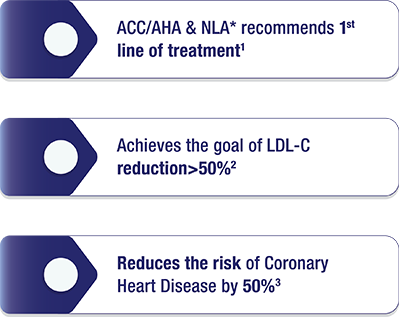 ACC/AHA & NLA* recommends 1st
line of treatment1
Achieves the goal of LDL-C
reduction>50%2
Reduces the risk of Coronary
Heart Disease by 50%3